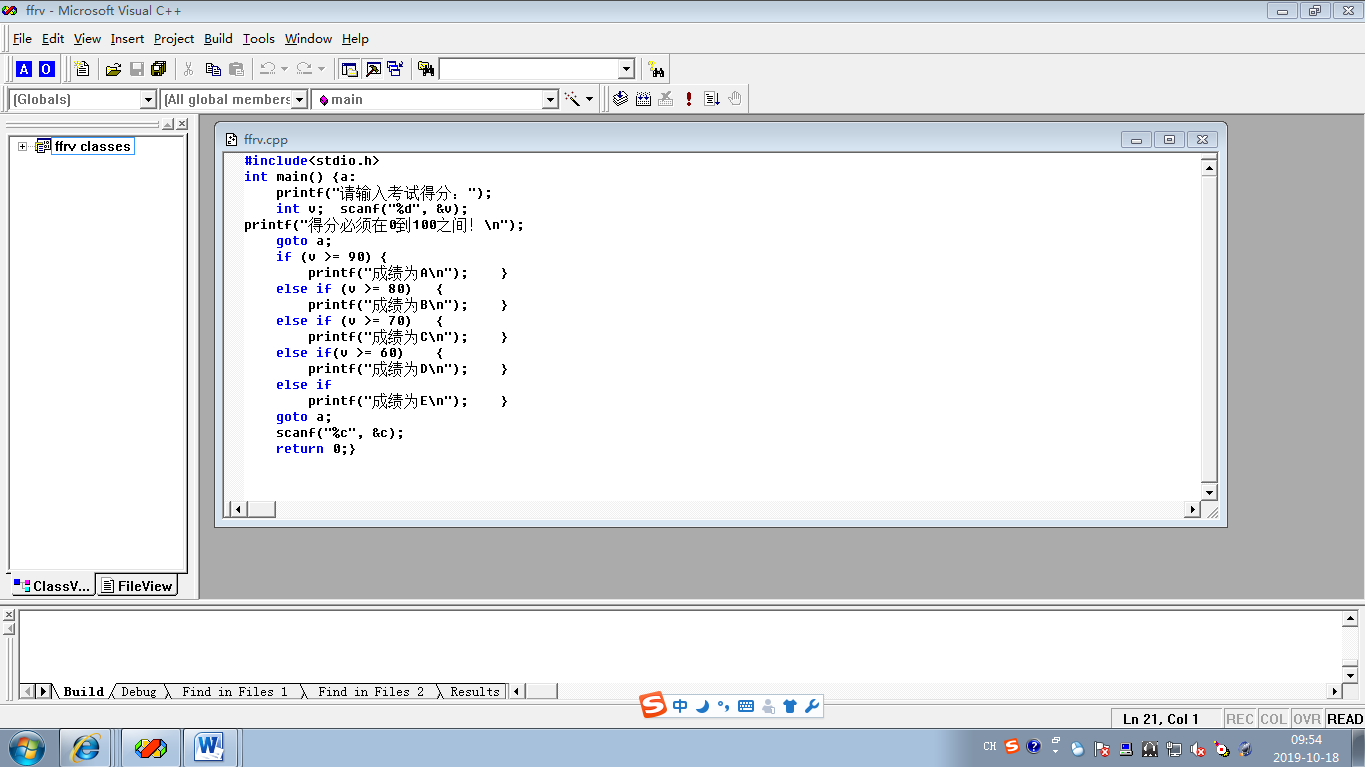 ffrv - Microsoft Visual C++
File Edit View Insert Project Build Tools Window Help
A O
(Globals) (All global members main
ffrv classes
ffrv.cpp
#include<stdio.h>
int main() {a:
    printf("请输入考试得分：");
    int v;  scanf("%d", &v);
printf("得分必须在0到100之间！\n");
    goto a;
    if (v >= 90) {
        printf("成绩为A\n");    }
    else if (v >= 80)   {
        printf("成绩为B\n");    }
    else if (v >= 70)   {
        printf("成绩为C\n");    }
    else if(v >= 60)    {
        printf("成绩为D\n");    }
    else if
        printf("成绩为E\n");    }
    goto a;
    scanf("%c", &c);
    return 0;}
ClassV... FileView
Build Debug Find in Files 1 Find in Files 2 Results
S 中
Ln 21, Col 1 REC COL OVR READ
CH S
09:54
2019-10-18